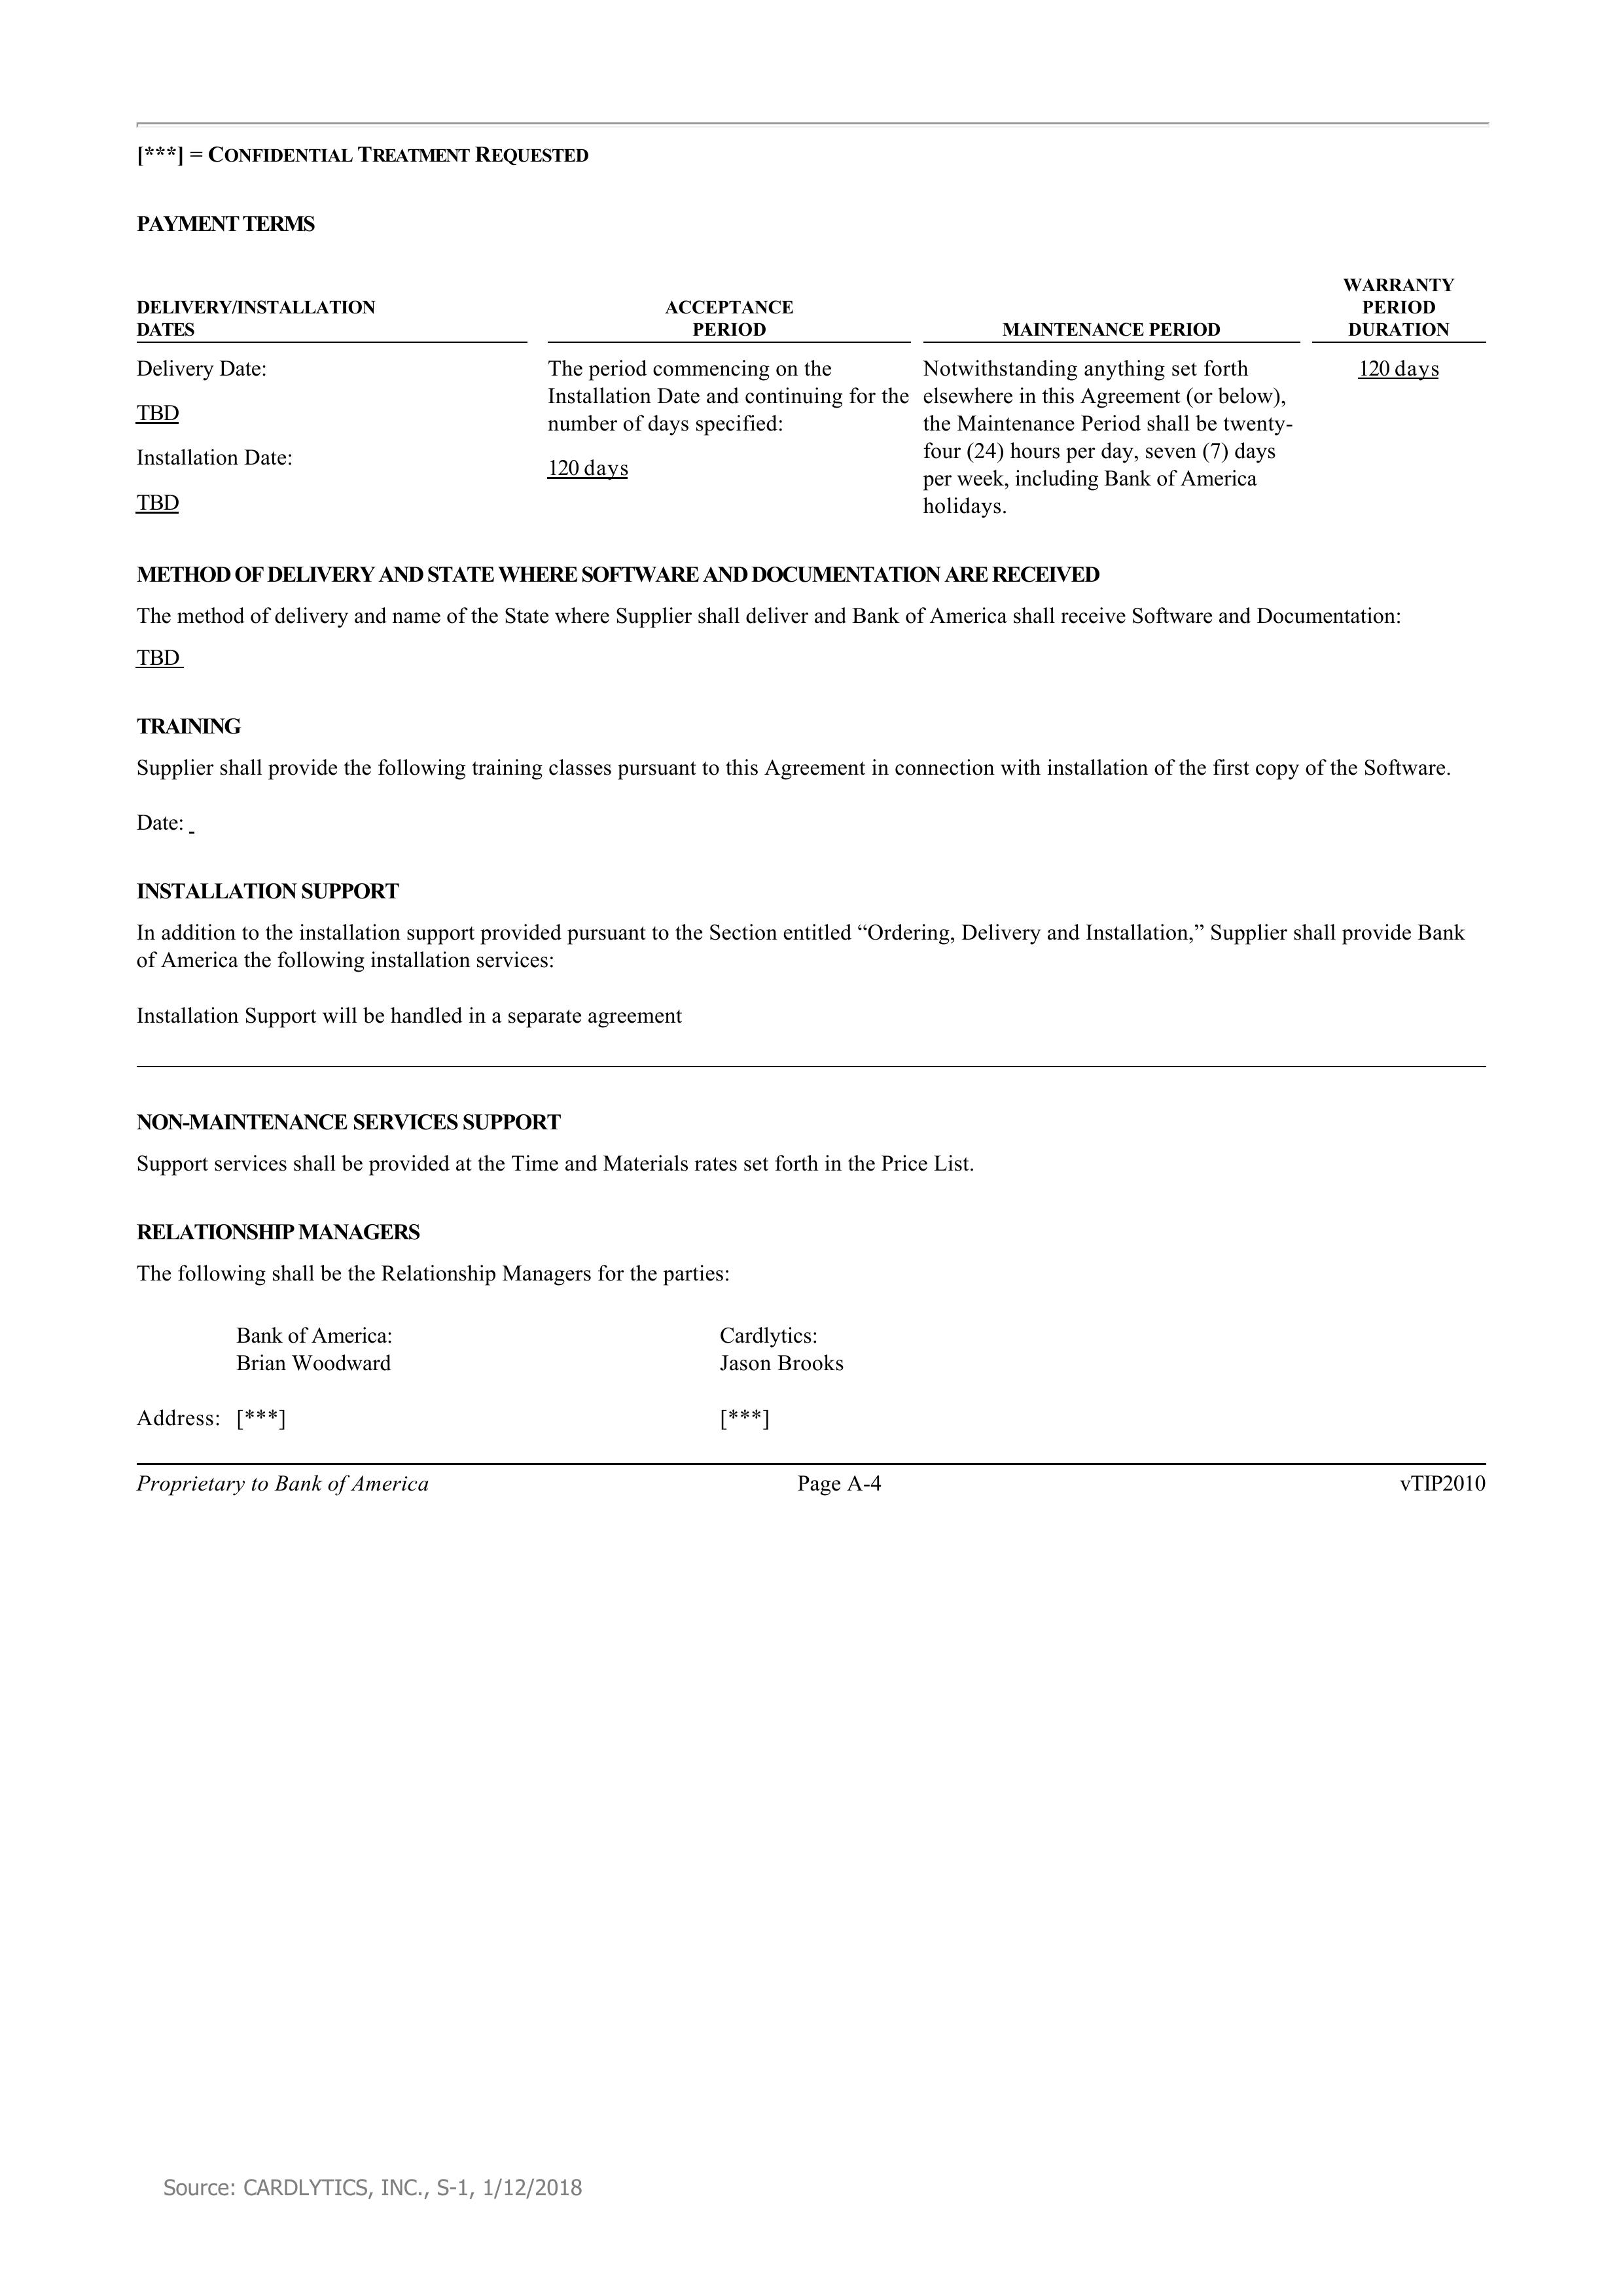 [***] = CONFIDENTIAL TREATMENT REQUESTED
PAYMENT TERMS
DELIVERY/INSTALLATION
DATES
ACCEPTANCE
PERIOD
MAINTENANCE PERIOD
WARRANTY
PERIOD
DURATION
Delivery Date:
TBD
Installation Date:
TBD
The period commencing on the
Installation Date and continuing for the
number of days specified:
120 days
Notwithstanding anything set forth
elsewhere in this Agreement (or below),
the Maintenance Period shall be twenty-
four (24) hours per day, seven (7) days
per week, including Bank of America
holidays.
120 days
METHOD OF DELIVERY AND STATE WHERE SOFTWARE AND DOCUMENTATION ARE RECEIVED
The method of delivery and name of the State where Supplier shall deliver and Bank of America shall receive Software and Documentation:
TBD
TRAINING
Supplier shall provide the following training classes pursuant to this Agreement in connection with installation of the first copy of the Software.
Date:
INSTALLATION SUPPORT
In addition to the installation support provided pursuant to the Section entitled “Ordering, Delivery and Installation,” Supplier shall provide Bank
of America the following installation services:
Installation Support will be handled in a separate agreement
NON-MAINTENANCE SERVICES SUPPORT
Support services shall be provided at the Time and Materials rates set forth in the Price List.
RELATIONSHIP MANAGERS
The following shall be the Relationship Managers for the parties:
Bank of America: Cardlytics:
Brian Woodward Jason Brooks
Address: [***] [***]
Proprietary to Bank of America Page A-4 vTIP2010
Source: CARDLYTICS, INC., S-1, 1/12/2018